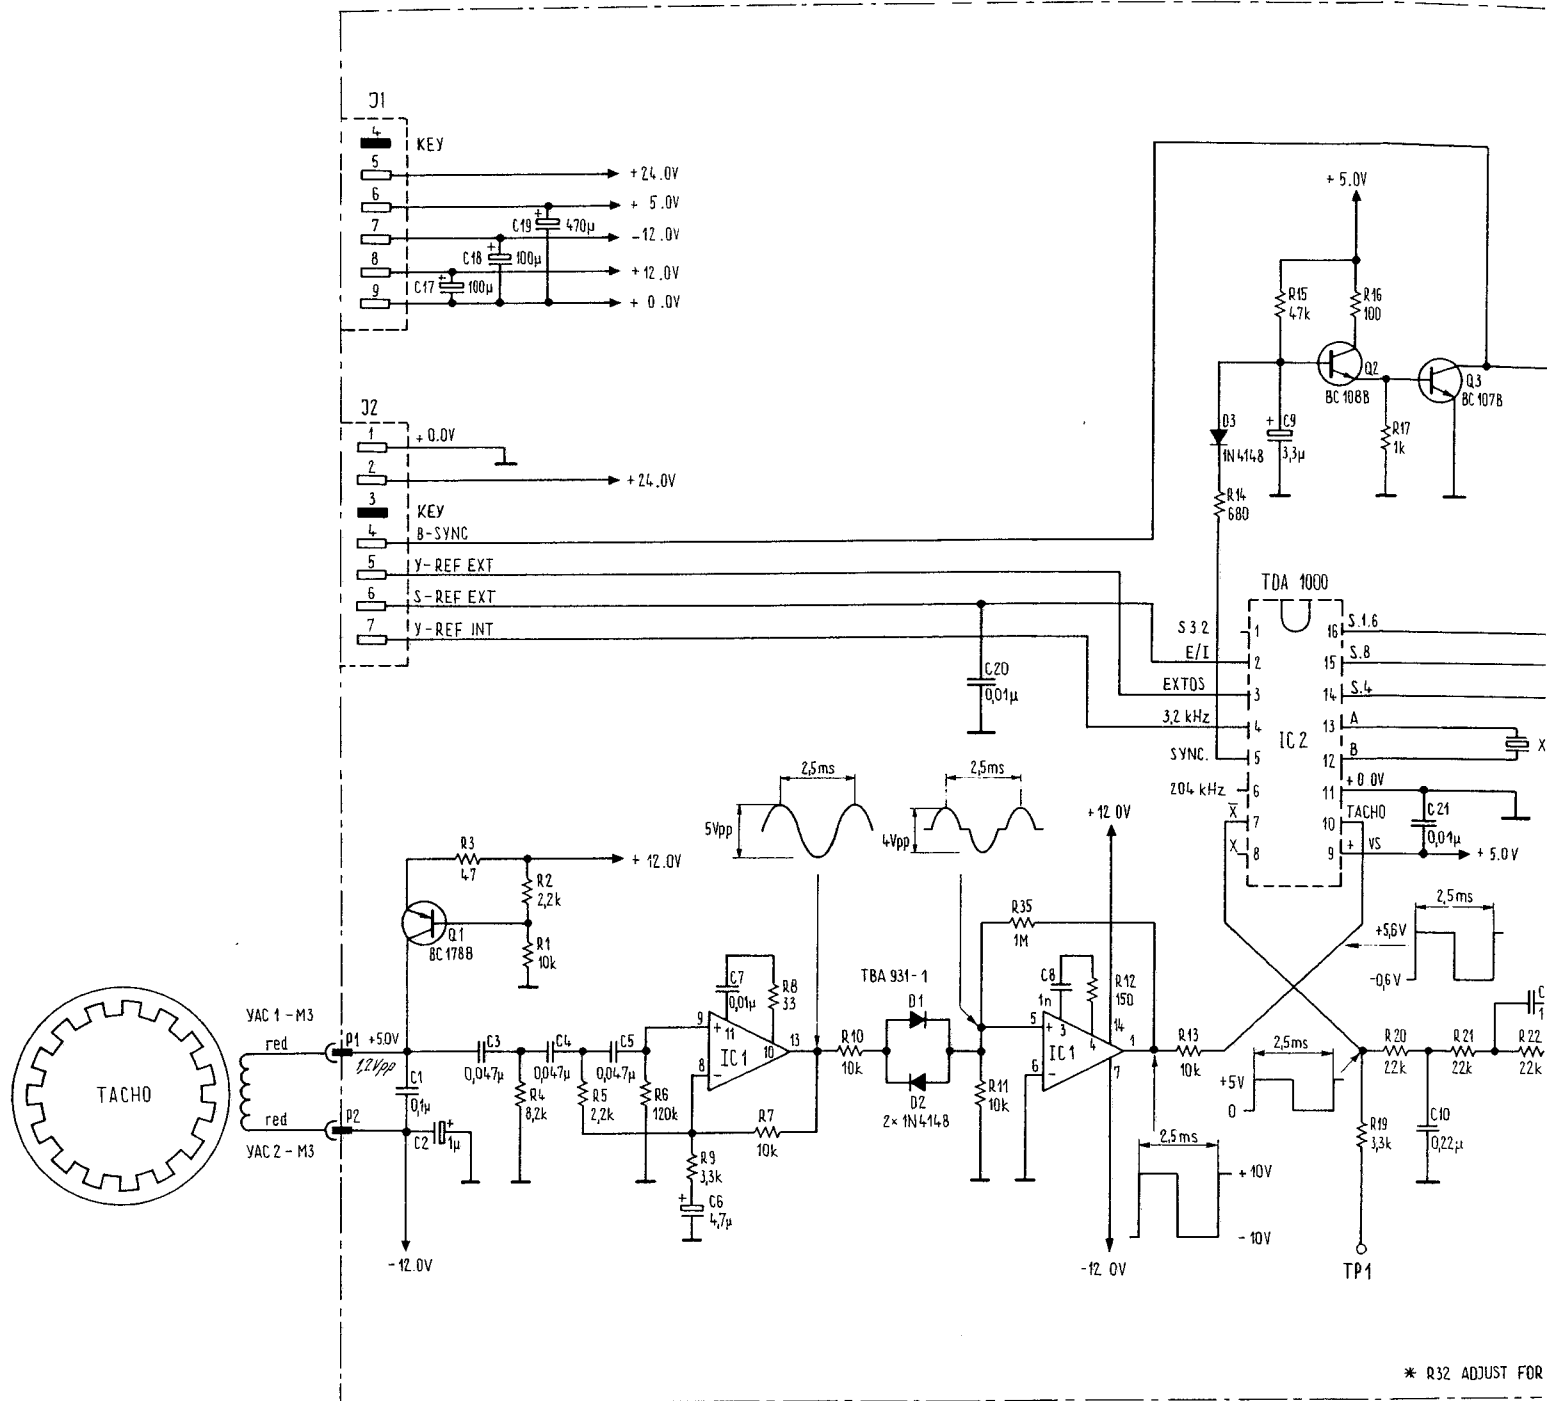 J1
4
KEY
5
+24.0V
6
+ 5.0V
C19
+
470µ
7
-12.0V
C18
+
100µ
8
+12.0V
C17
+
100µ
9
+ 0.0V
J2
1
+0.0V
2
+24.0V
3
KEY
4
B-SYNC
5
Y-REF EXT
6
S-REF EXT
7
Y-REF INT
C20
0,01µ
+5.0V
R15
47k
R16
100
Q2
BC 108B
Q3
BC 107B
D3
1N4148
+
C9
3,3µ
R17
1k
R14
680
TDA 1000
IC2
S 3.2
1
E/I
2
EXTOS
3
3,2 kHz
4
SYNC.
5
204 kHz
6
X̅
7
X
8
16
S.1.6
15
S.8
14
S.4
13
A
12
B
X
11
+0.0V
10
TACHO
9
+
VS
C21
0,01µ
+ 5.0V
2,5ms
5Vpp
2,5ms
4Vpp
+12.0V
R3
47
+ 12.0V
R2
2,2k
Q1
BC 178B
R1
10k
C7
0,01µ
R8
33
TBA 931-1
D1
R35
1M
C8
1n
R12
150
2,5ms
+5,6V
-0,6V
TACHO
YAC 1 - M3
red
P1
+5.0V
1,2Vpp
red
P2
YAC 2 - M3
C1
0,1µ
C2
+
1µ
-12.0V
C3
0,047µ
C4
0,047µ
C5
0,047µ
R4
8,2k
R5
2,2k
R6
120k
9
+
11
IC1
10
13
8
−
R7
10k
R9
3,3k
+
C6
4,7µ
R10
10k
D2
2× 1N4148
R11
10k
5
+
3
4
14
IC1
1
6
−
7
R13
10k
-12.0V
2,5ms
+ 10V
- 10V
2,5ms
+5V
0
R20
22k
R21
22k
R22
22k
C
1
C10
0,22µ
R19
3,3k
TP1
* R32 ADJUST FOR